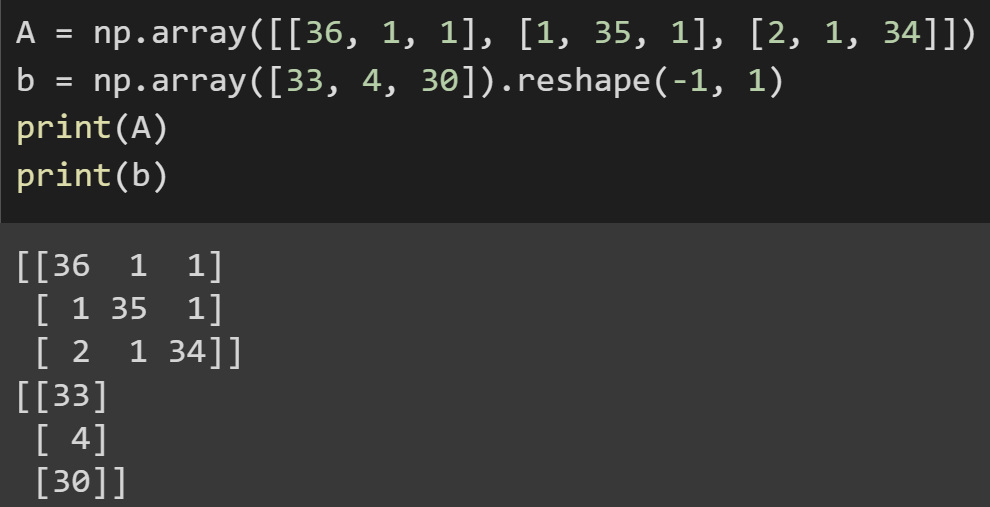 A = np.array([[36, 1, 1], [1, 35, 1], [2, 1, 34]])
b = np.array([33, 4, 30]).reshape(-1, 1)
print(A)
print(b)
[[36  1  1]
 [ 1 35  1]
 [ 2  1 34]]
[[33]
 [ 4]
 [30]]